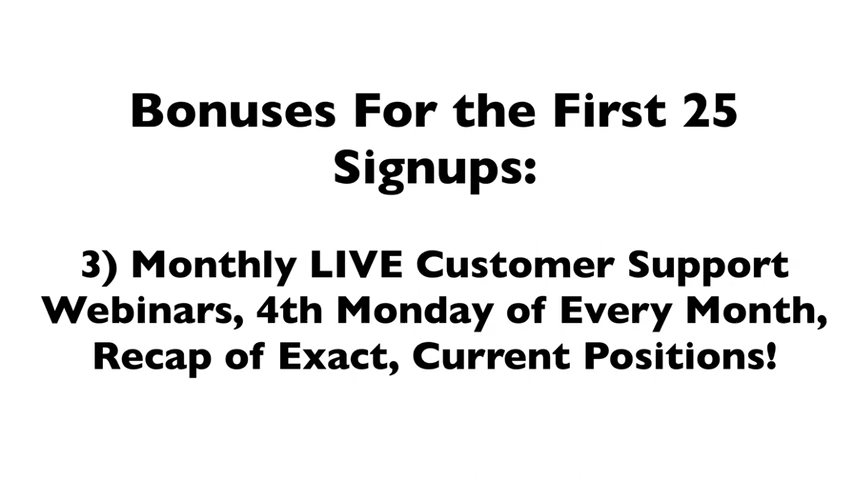 Bonuses For the First 25
Signups:
3) Monthly LIVE Customer Support
Webinars, 4th Monday of Every Month,
Recap of Exact, Current Positions!